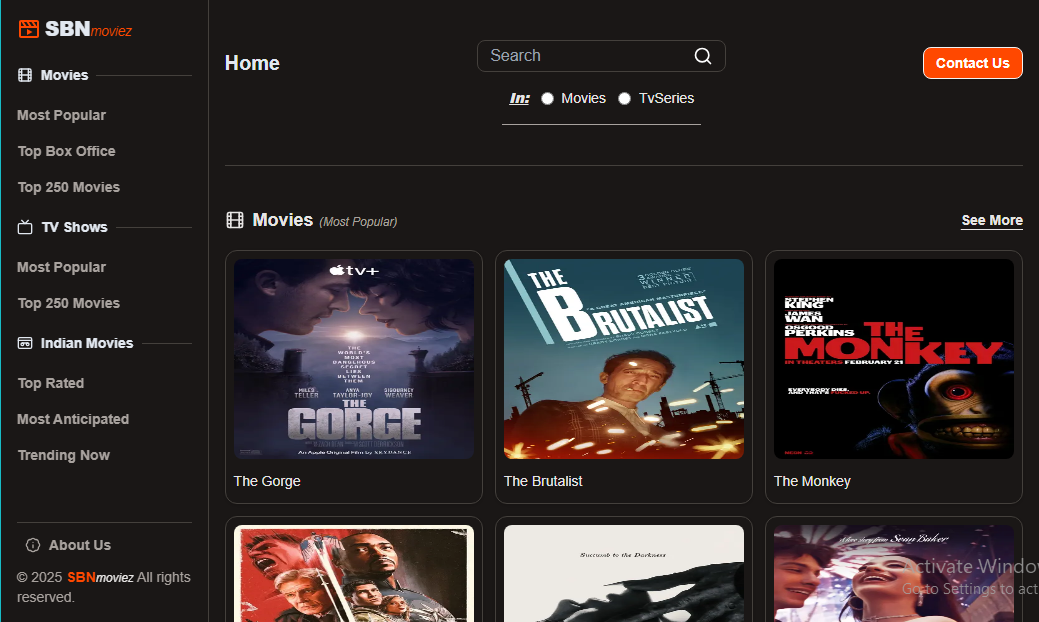 SBNmoviez
Movies
Most Popular
Top Box Office
Top 250 Movies
TV Shows
Most Popular
Top 250 Movies
Indian Movies
Top Rated
Most Anticipated
Trending Now
About Us
© 2025 SBNmoviez All rights
reserved.
Home
Search
In: Movies TvSeries
Contact Us
Movies (Most Popular)
See More
tv+
THE
WORLD'S
MOST
DANGEROUS
SECRET
LIES
BETWEEN
THEM
MILES ANYA SIGOURNEY
TELLER TAYLOR-JOY WEAVER
THE
GORGE
An Apple Original Film by SKYDANCE
The Gorge
THE
BRUTALIST
The Brutalist
STEPHEN
KING
JAMES
WAN
OSGOOD
PERKINS
THE
MONKEY
IN THEATERS FEBRUARY 21
EVERYBODY DIES.
AND THAT'S FUCKED UP.
The Monkey
Succumb to the Darkness
A love story from Sean Baker
Activate Windo
Go to Settings to act